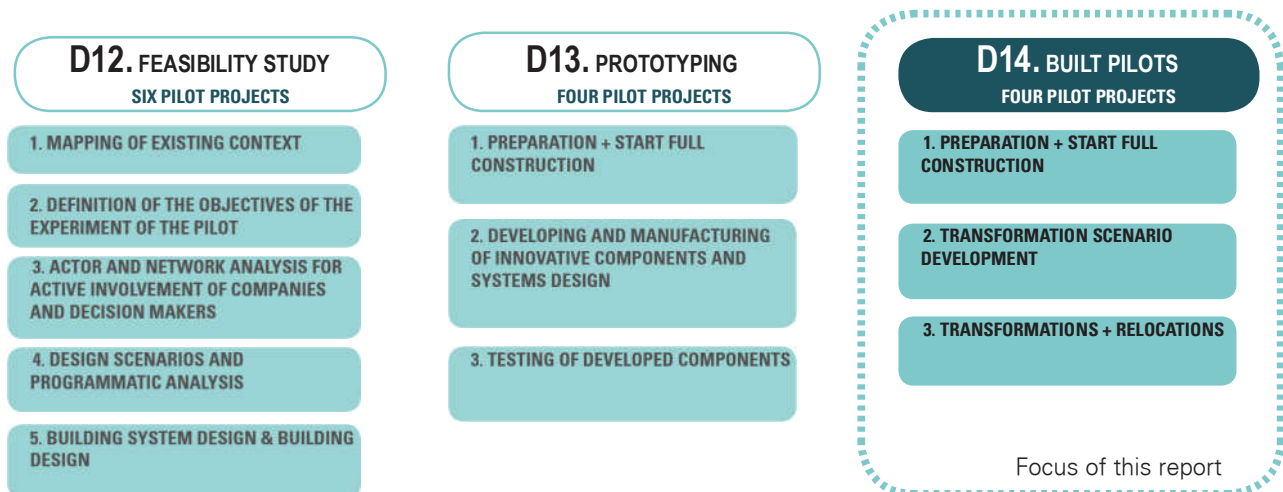 D12. FEASIBILITY STUDY
SIX PILOT PROJECTS
1. MAPPING OF EXISTING CONTEXT
2. DEFINITION OF THE OBJECTIVES OF THE
EXPERIMENT OF THE PILOT
3. ACTOR AND NETWORK ANALYSIS FOR
ACTIVE INVOLVEMENT OF COMPANIES
AND DECISION MAKERS
4. DESIGN SCENARIOS AND
PROGRAMMATIC ANALYSIS
5. BUILDING SYSTEM DESIGN & BUILDING
DESIGN
D13. PROTOTYPING
FOUR PILOT PROJECTS
1. PREPARATION + START FULL
CONSTRUCTION
2. DEVELOPING AND MANUFACTURING
OF INNOVATIVE COMPONENTS AND
SYSTEMS DESIGN
3. TESTING OF DEVELOPED COMPONENTS
D14. BUILT PILOTS
FOUR PILOT PROJECTS
1. PREPARATION + START FULL
CONSTRUCTION
2. TRANSFORMATION SCENARIO
DEVELOPMENT
3. TRANSFORMATIONS + RELOCATIONS
Focus of this report